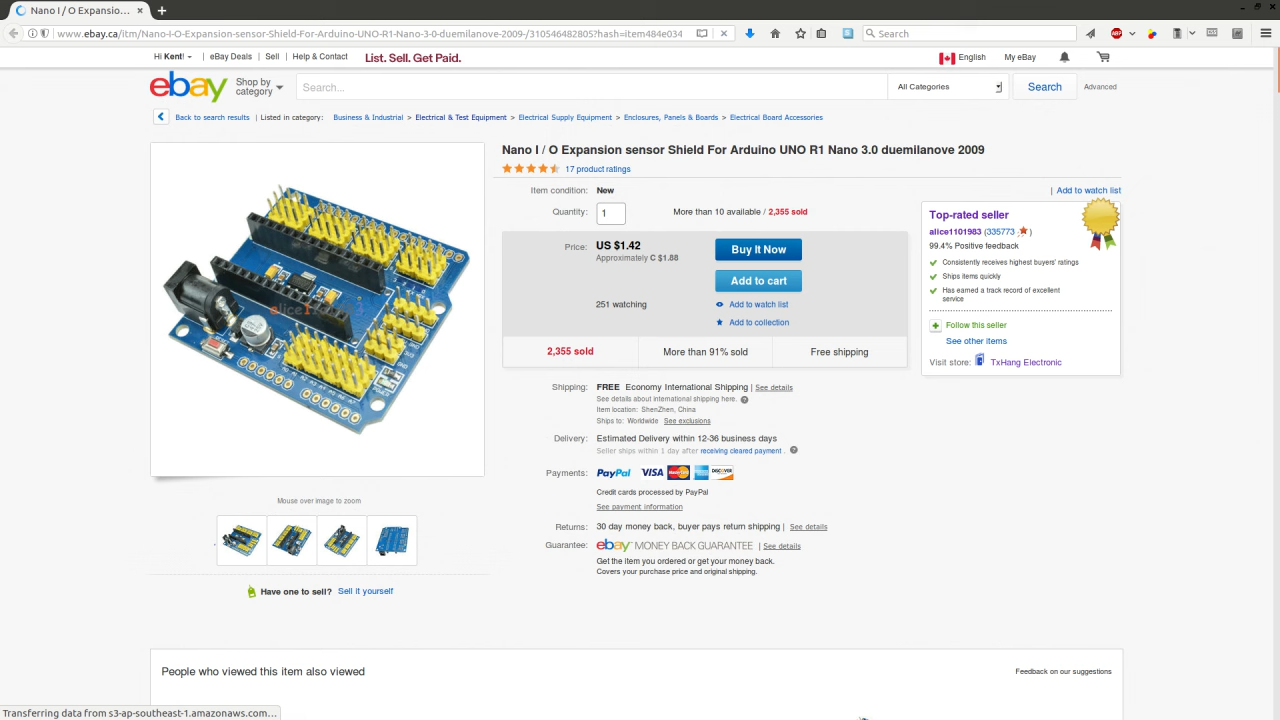 Nano I / O Expansio...
www.ebay.ca/itm/Nano-I-O-Expansion-sensor-Shield-For-Arduino-UNO-R1-Nano-3.0-duemilanove-2009-/310546482805?hash=item484e034
Search
ABP
Hi Kent! | eBay Deals | Sell | Help & Contact
List. Sell. Get Paid.
English
My eBay
ebay
Shop by category
Search...
All Categories
Search
Advanced
Back to search results | Listed in category: Business & Industrial > Electrical & Test Equipment > Electrical Supply Equipment > Enclosures, Panels & Boards > Electrical Board Accessories
Nano I / O Expansion sensor Shield For Arduino UNO R1 Nano 3.0 duemilanove 2009
17 product ratings
Item condition: New
| Add to watch list
Quantity: 1
More than 10 available / 2,355 sold
Price: US $1.42
Approximately C $1.88
Buy It Now
Add to cart
251 watching
Add to watch list
Add to collection
2,355 sold
More than 91% sold
Free shipping
Top-rated seller
alice1101983 (335773 )
99.4% Positive feedback
Consistently receives highest buyers' ratings
Ships items quickly
Has earned a track record of excellent
service
Follow this seller
See other items
Visit store: TxHang Electronic
Shipping: FREE Economy International Shipping | See details
See details about international shipping here.
Item location: ShenZhen, China
Ships to: Worldwide See exclusions
Delivery: Estimated Delivery within 12-36 business days
Seller ships within 1 day after receiving cleared payment .
Payments: PayPal VISA MasterCard DISCOVER
Credit cards processed by PayPal
See payment information
Returns: 30 day money back, buyer pays return shipping | See details
Guarantee: ebay MONEY BACK GUARANTEE | See details
Get the item you ordered or get your money back.
Covers your purchase price and original shipping.
Mouse over image to zoom
Have one to sell? Sell it yourself
People who viewed this item also viewed
Feedback on our suggestions
Transferring data from s3-ap-southeast-1.amazonaws.com...